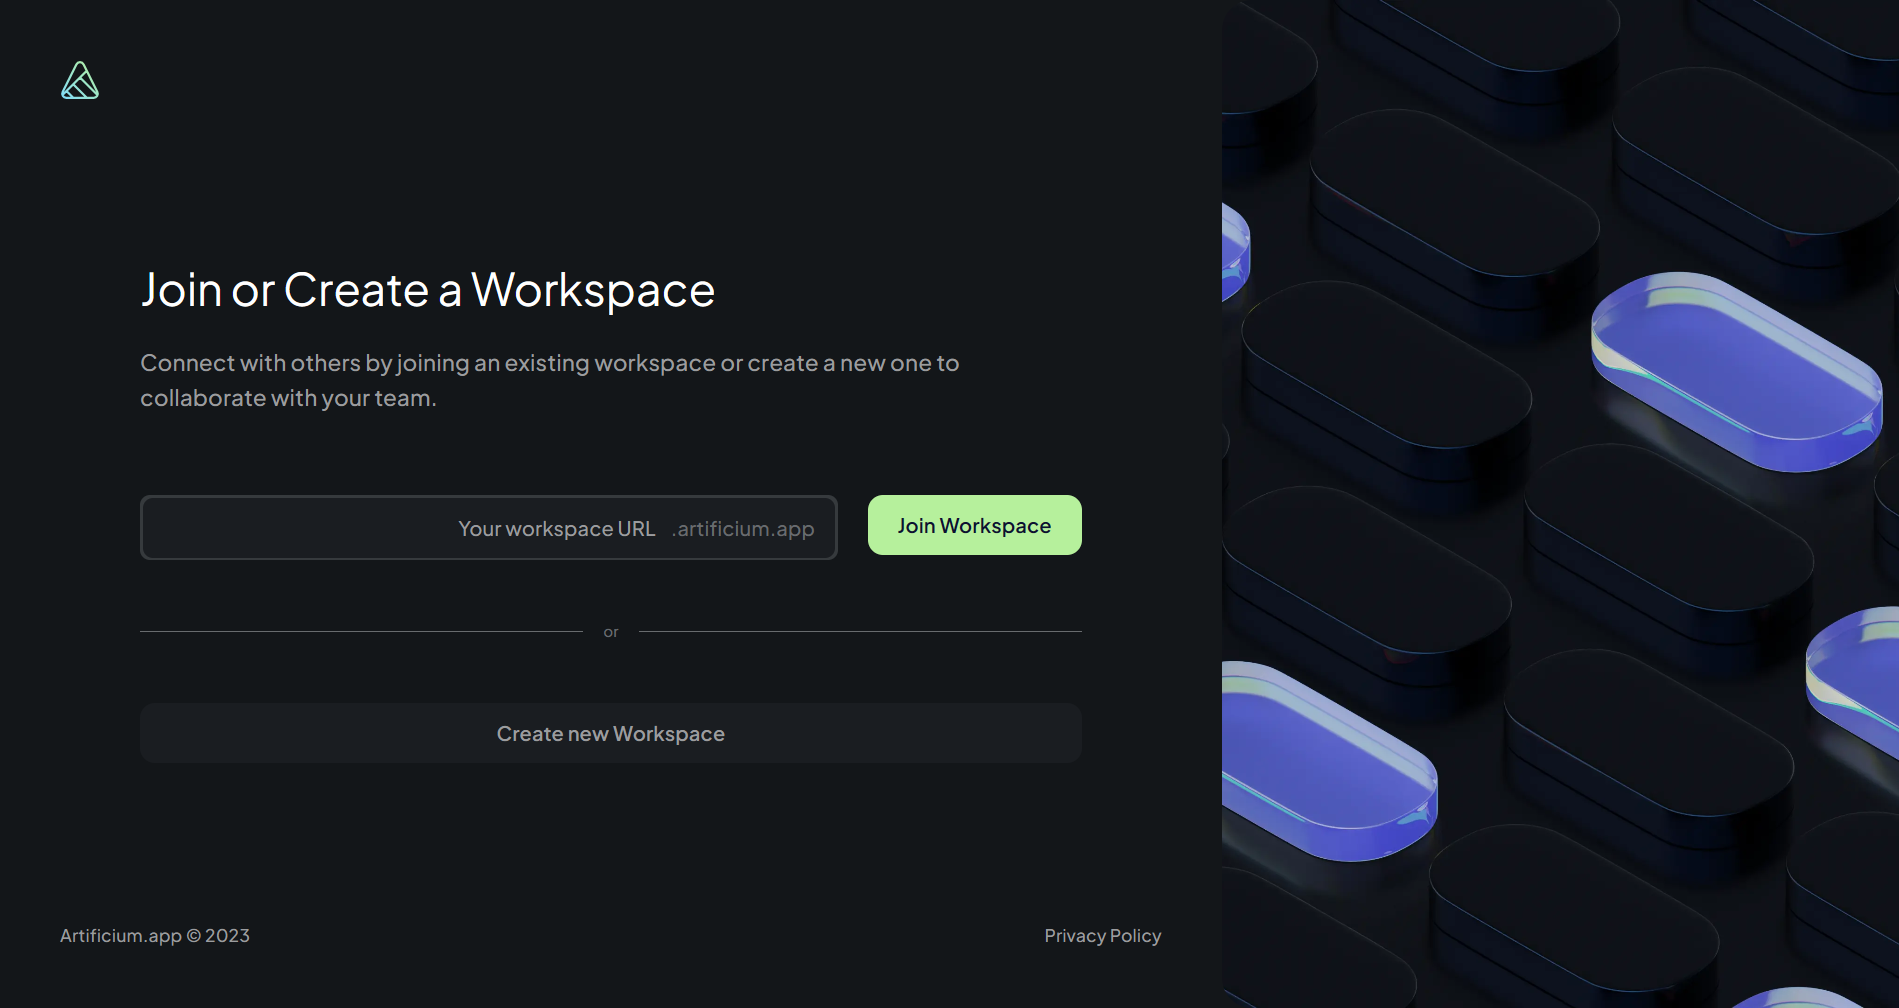 Join or Create a Workspace
Connect with others by joining an existing workspace or create a new one to
collaborate with your team.
Your workspace URL .artificium.app
Join Workspace
or
Create new Workspace
Artificium.app © 2023
Privacy Policy